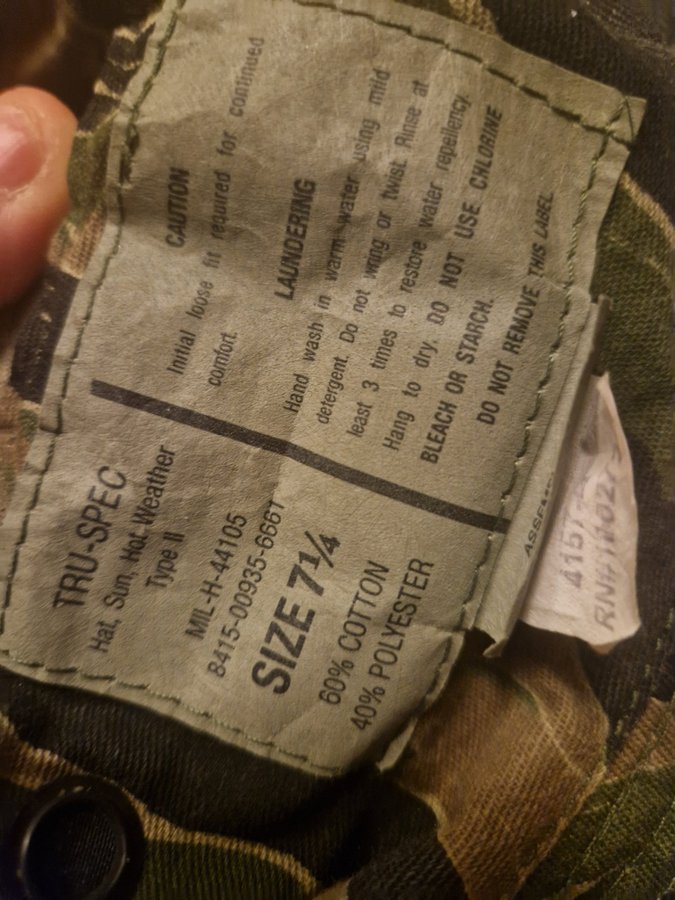 TRU-SPEC
Hat, Sun, Hot Weather
Type II
MIL-H-44105
8415-00935-6661
SIZE 7¼
60% COTTON
40% POLYESTER
CAUTION
Initial loose fit required for continued
comfort.
LAUNDERING
Hand wash in warm water using mild
detergent. Do not wring or twist. Rinse at
least 3 times to restore water repellency.
Hang to dry. DO NOT USE CHLORINE
BLEACH OR STARCH.
DO NOT REMOVE THIS LABEL
ASSEM